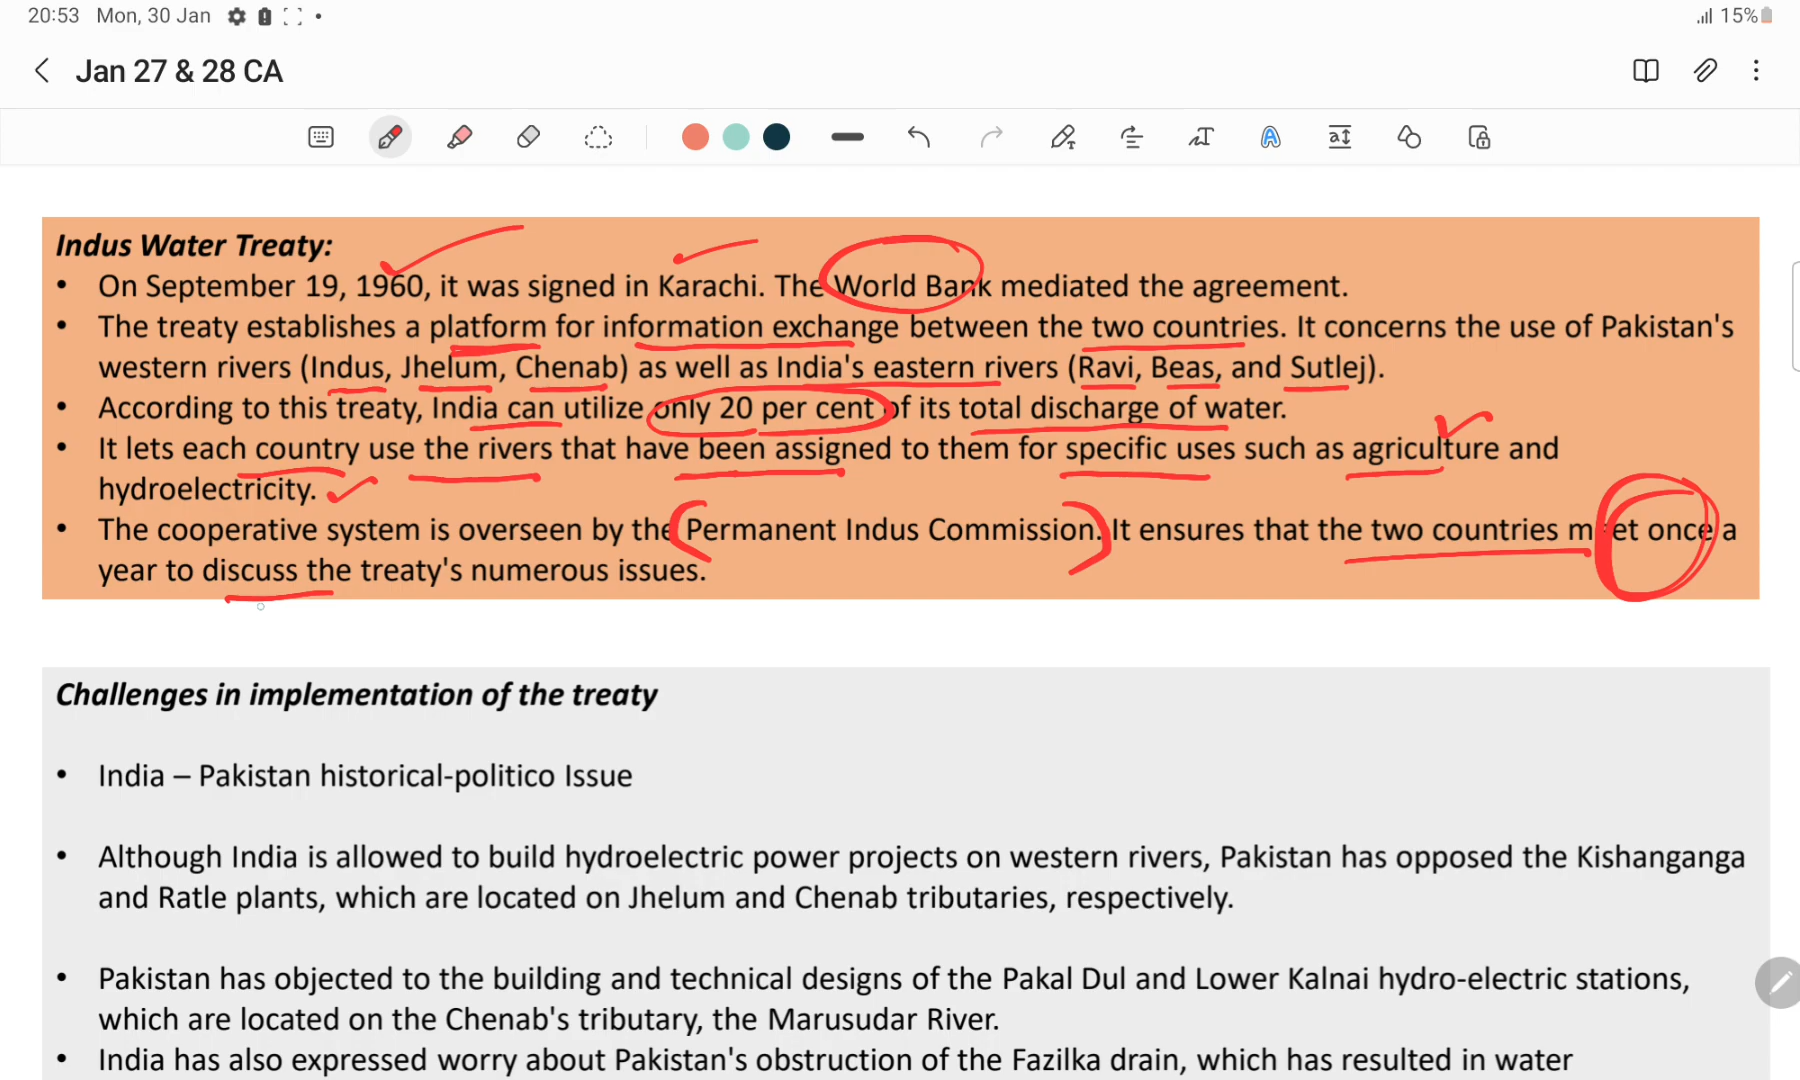 20:53 Mon, 30 Jan 15%
Jan 27 & 28 CA
Indus Water Treaty:
• On September 19, 1960, it was signed in Karachi. The World Bank mediated the agreement.
• The treaty establishes a platform for information exchange between the two countries. It concerns the use of Pakistan's
western rivers (Indus, Jhelum, Chenab) as well as India's eastern rivers (Ravi, Beas, and Sutlej).
• According to this treaty, India can utilize only 20 per cent of its total discharge of water.
• It lets each country use the rivers that have been assigned to them for specific uses such as agriculture and
hydroelectricity.
• The cooperative system is overseen by the Permanent Indus Commission. It ensures that the two countries meet once a
year to discuss the treaty's numerous issues.
Challenges in implementation of the treaty
• India – Pakistan historical-politico Issue
• Although India is allowed to build hydroelectric power projects on western rivers, Pakistan has opposed the Kishanganga
and Ratle plants, which are located on Jhelum and Chenab tributaries, respectively.
• Pakistan has objected to the building and technical designs of the Pakal Dul and Lower Kalnai hydro-electric stations,
which are located on the Chenab's tributary, the Marusudar River.
• India has also expressed worry about Pakistan's obstruction of the Fazilka drain, which has resulted in water